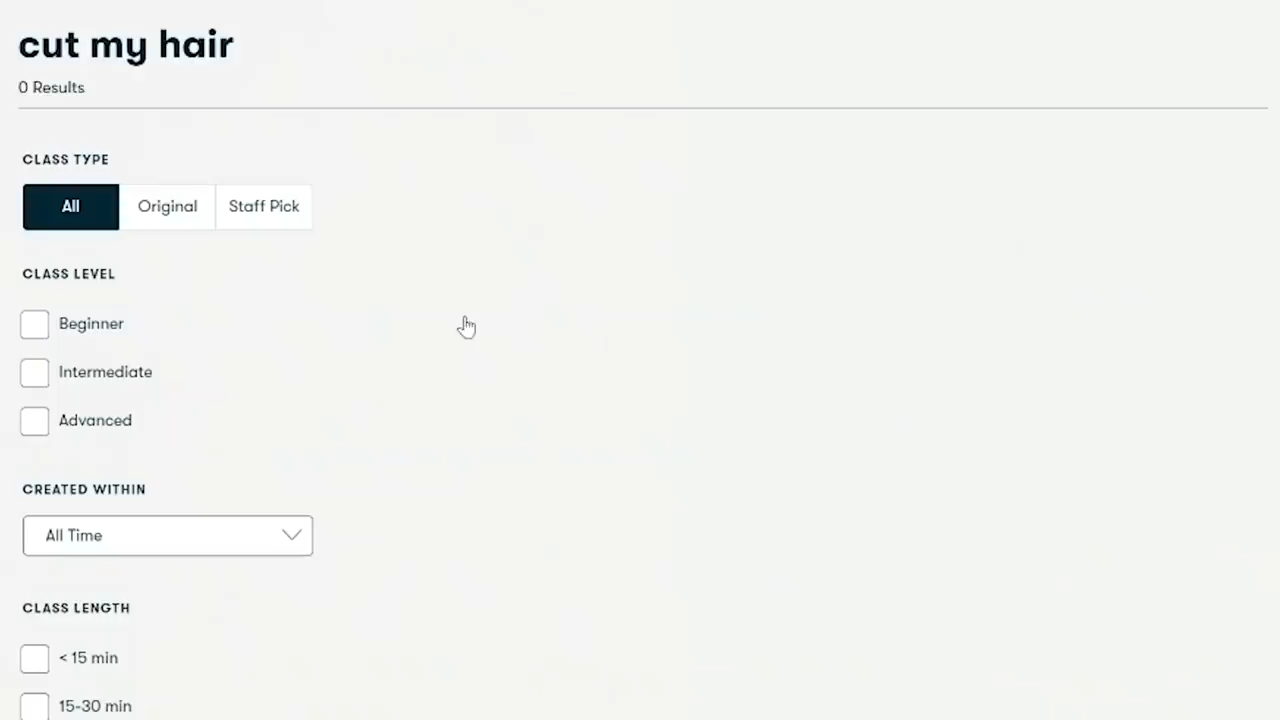 cut my hair
0 Results
CLASS TYPE
All Original Staff Pick
CLASS LEVEL
Beginner
Intermediate
Advanced
CREATED WITHIN
All Time
CLASS LENGTH
< 15 min
15-30 min